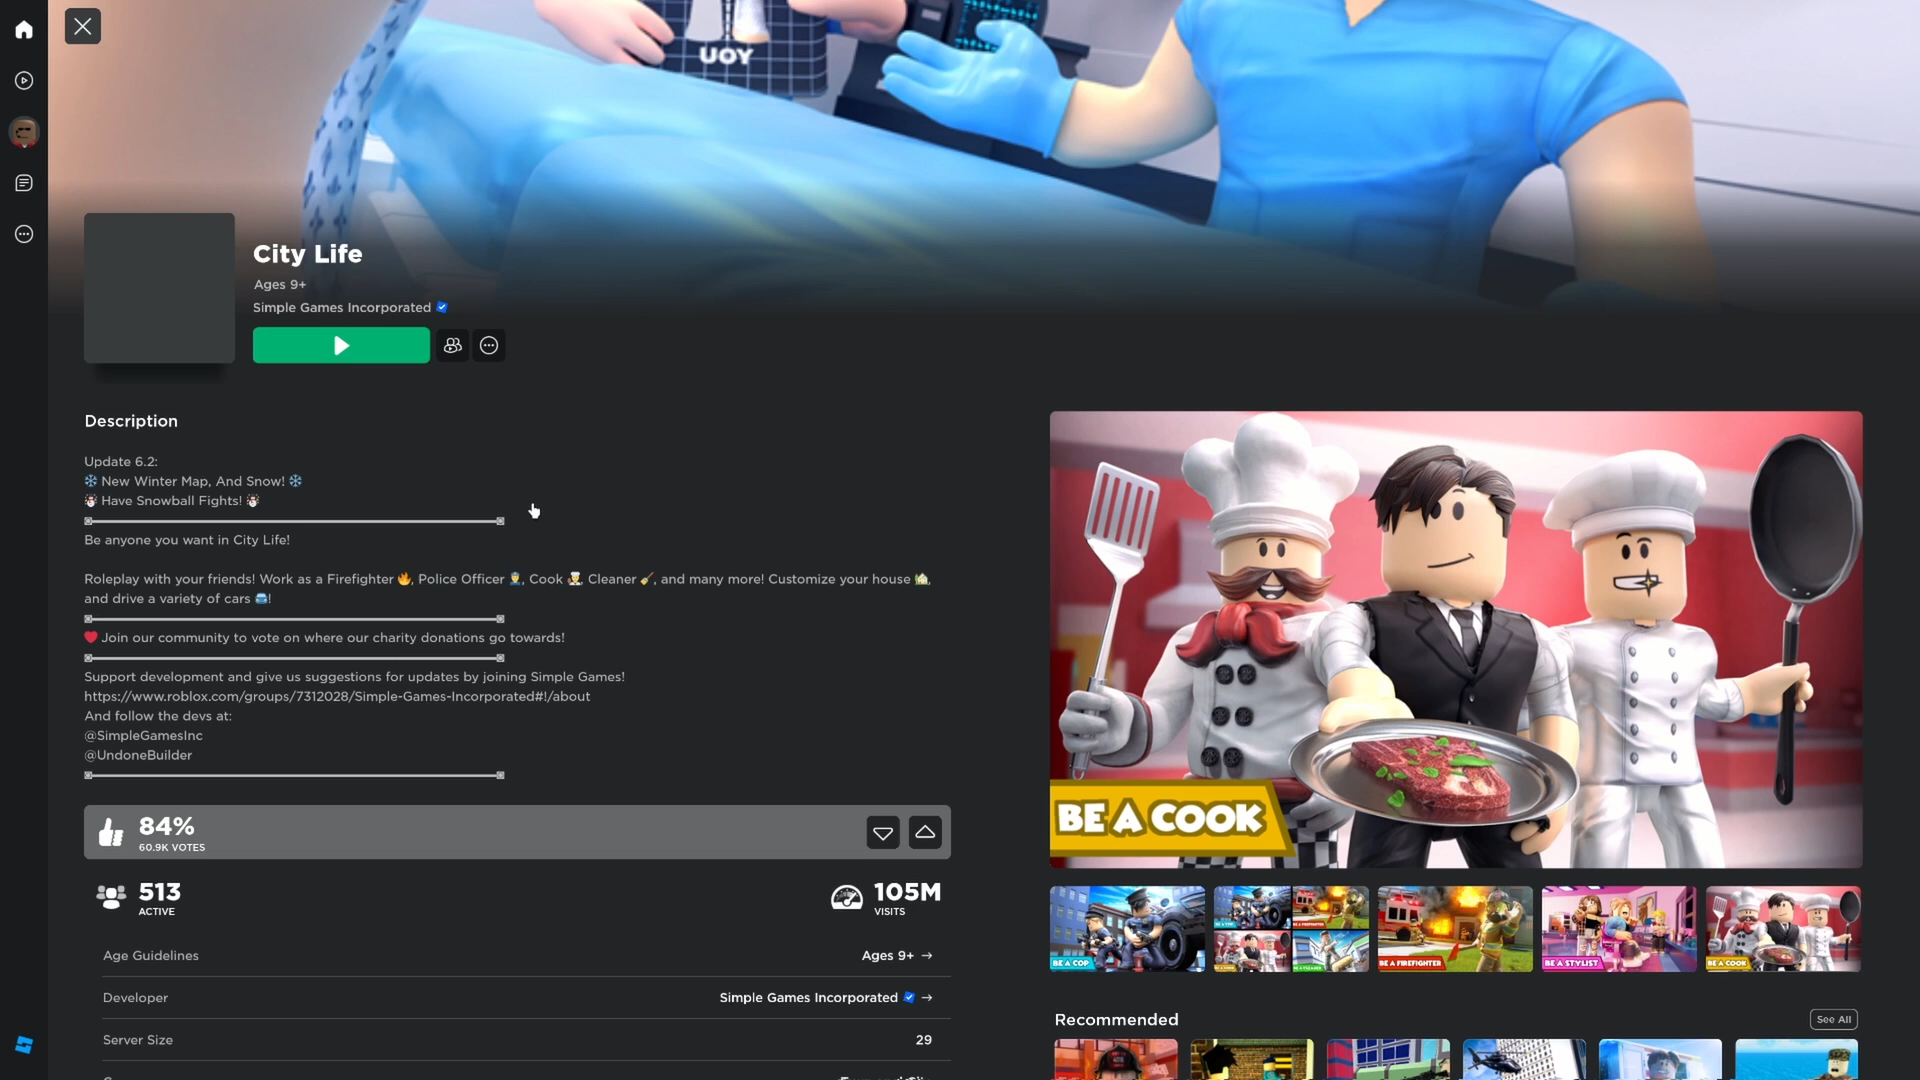 UOY
City Life
Ages 9+
Simple Games Incorporated
Description
Update 6.2:
❄️ New Winter Map, And Snow! ❄️
☃️ Have Snowball Fights! ☃️
Be anyone you want in City Life!
Roleplay with your friends! Work as a Firefighter 🔥, Police Officer 👮, Cook 👨‍🍳 Cleaner 🧹, and many more! Customize your house 🏡,
and drive a variety of cars 🚘!
❤️ Join our community to vote on where our charity donations go towards!
Support development and give us suggestions for updates by joining Simple Games!
https://www.roblox.com/groups/7312028/Simple-Games-Incorporated#!/about
And follow the devs at:
@SimpleGamesInc
@UndoneBuilder
84%
60.9K VOTES
513
ACTIVE
105M
VISITS
Age Guidelines
Ages 9+ →
Developer
Simple Games Incorporated →
Server Size
29
BE A COOK
BE A COP
BE A FIREFIGHTER
BE A STYLIST
BE A COOK
Recommended
See All